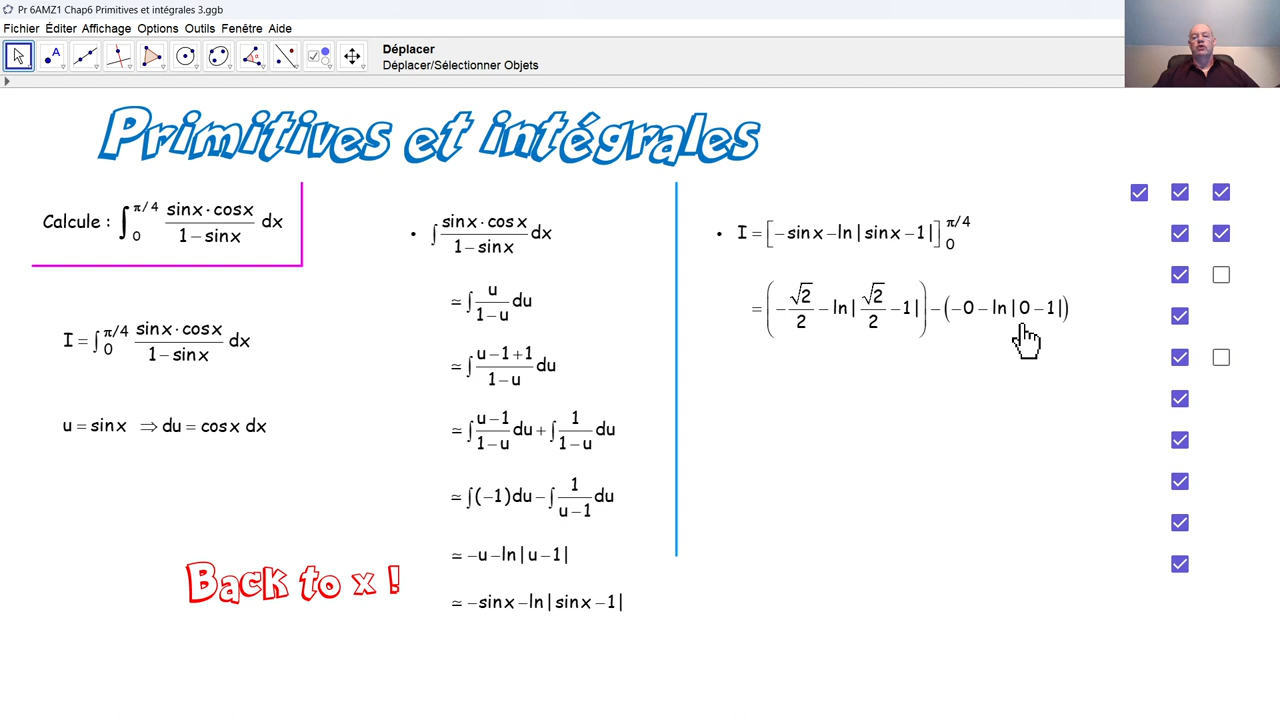 Pr 6AMZ1 Chap6 Primitives et intégrales 3.ggb
Fichier Éditer Affichage Options Outils Fenêtre Aide
Déplacer
Déplacer/Sélectionner Objets
Primitives et intégrales
Calcule : ∫_0^{π/4} (sinx·cosx)/(1−sinx) dx
I = ∫_0^{π/4} (sinx·cosx)/(1−sinx) dx
u = sinx ⇒ du = cosx dx
Back to x !
• ∫ (sinx·cosx)/(1−sinx) dx
≃ ∫ u/(1−u) du
≃ ∫ (u−1+1)/(1−u) du
≃ ∫ (u−1)/(1−u) du + ∫ 1/(1−u) du
≃ ∫(−1)du − ∫ 1/(u−1) du
≃ −u −ln|u−1|
≃ −sinx −ln|sinx −1|
• I = [−sinx −ln|sinx −1|]_0^{π/4}
= (−√2/2 − ln|√2/2 −1|) − (−0 − ln|0 −1|)